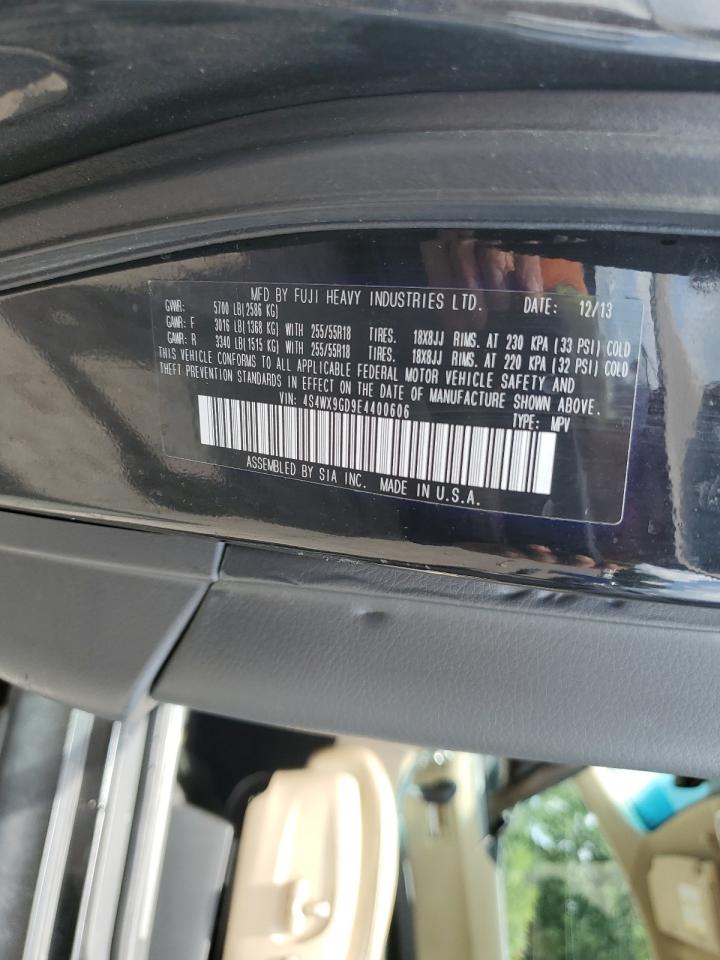 MFD BY FUJI HEAVY INDUSTRIES LTD. DATE: 12/13
GVWR: 5700 LB(2586 KG)
GAWR: F 3016 LB(1368 KG) WITH 255/55R18 TIRES. 18X8JJ RIMS. AT 230 KPA (33 PSI) COLD
GAWR: R 3340 LB(1515 KG) WITH 255/55R18 TIRES. 18X8JJ RIMS. AT 220 KPA (32 PSI) COLD
THIS VEHICLE CONFORMS TO ALL APPLICABLE FEDERAL MOTOR VEHICLE SAFETY AND
THEFT PREVENTION STANDARDS IN EFFECT ON THE DATE OF MANUFACTURE SHOWN ABOVE.
VIN: 4S4WX9GD9E4400606 TYPE: MPV
ASSEMBLED BY SIA INC. MADE IN U.S.A.